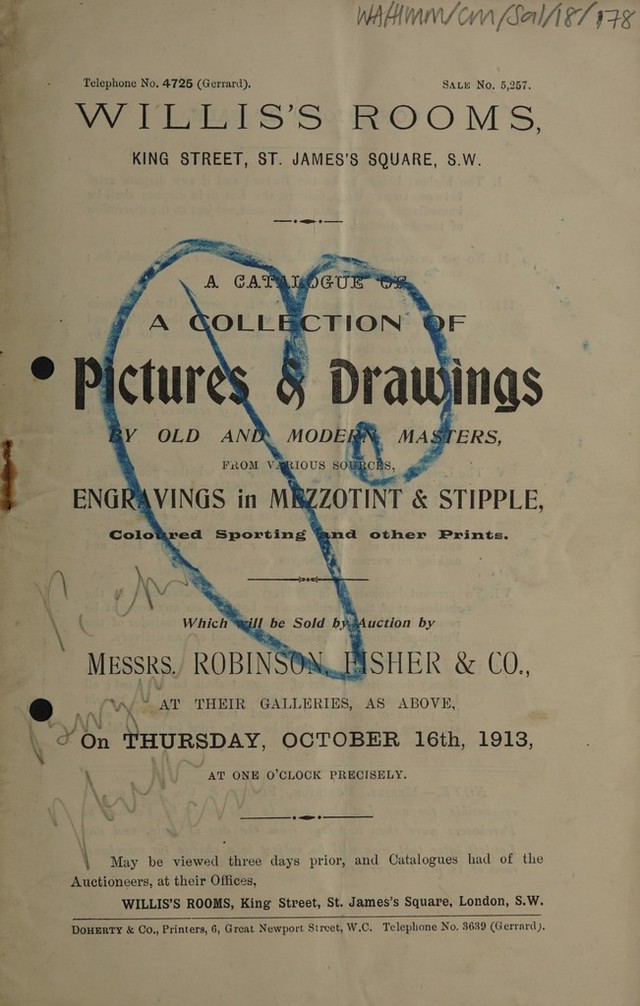 WAHMM/CM/Sal/18/178
Telephone No. 4725 (Gerrard).
SALE No. 5,257.
WILLIS'S ROOMS,
KING STREET, ST. JAMES'S SQUARE, S.W.
A CATALOGUE OF
A COLLECTION OF
Pictures & Drawings
BY OLD AND MODERN MASTERS,
FROM VARIOUS SOURCES,
ENGRAVINGS in MEZZOTINT & STIPPLE,
Coloured Sporting and other Prints.
Which will be Sold by Auction by
MESSRS. ROBINSON, FISHER & CO.,
AT THEIR GALLERIES, AS ABOVE,
On THURSDAY, OCTOBER 16th, 1913,
AT ONE O'CLOCK PRECISELY.
May be viewed three days prior, and Catalogues had of the
Auctioneers, at their Offices,
WILLIS'S ROOMS, King Street, St. James's Square, London, S.W.
DOHERTY & Co., Printers, 6, Great Newport Street, W.C. Telephone No. 3639 (Gerrard).